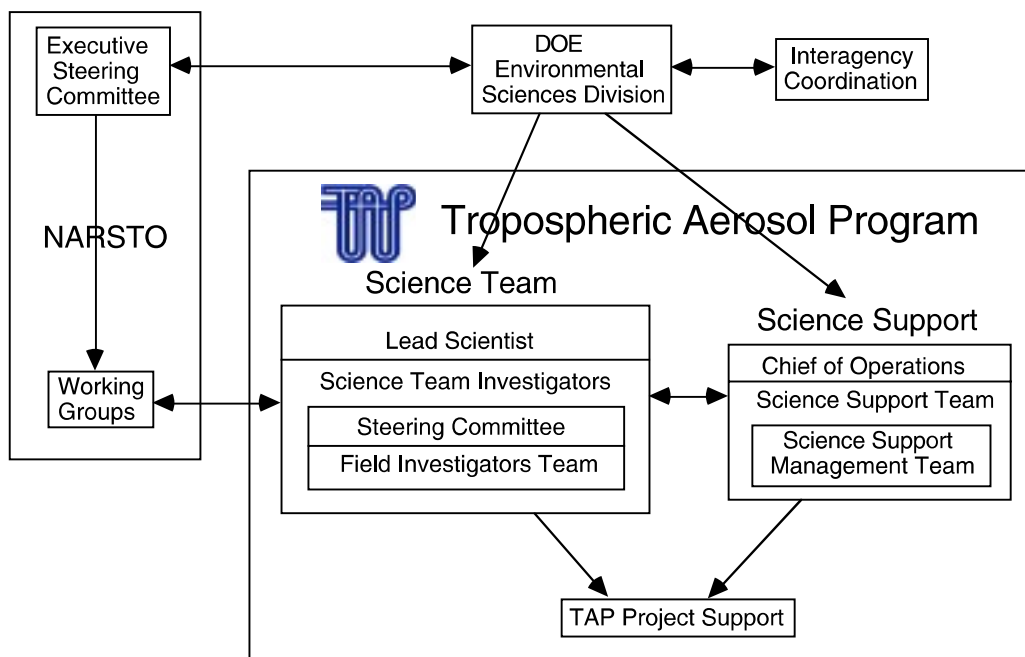 Executive
Steering
Committee
DOE
Environmental
Sciences Division
Interagency
Coordination
NARSTO
TAP
Tropospheric Aerosol Program
Science Team
Lead Scientist
Science Team Investigators
Steering Committee
Field Investigators Team
Science Support
Chief of Operations
Science Support Team
Science Support
Management Team
Working
Groups
TAP Project Support